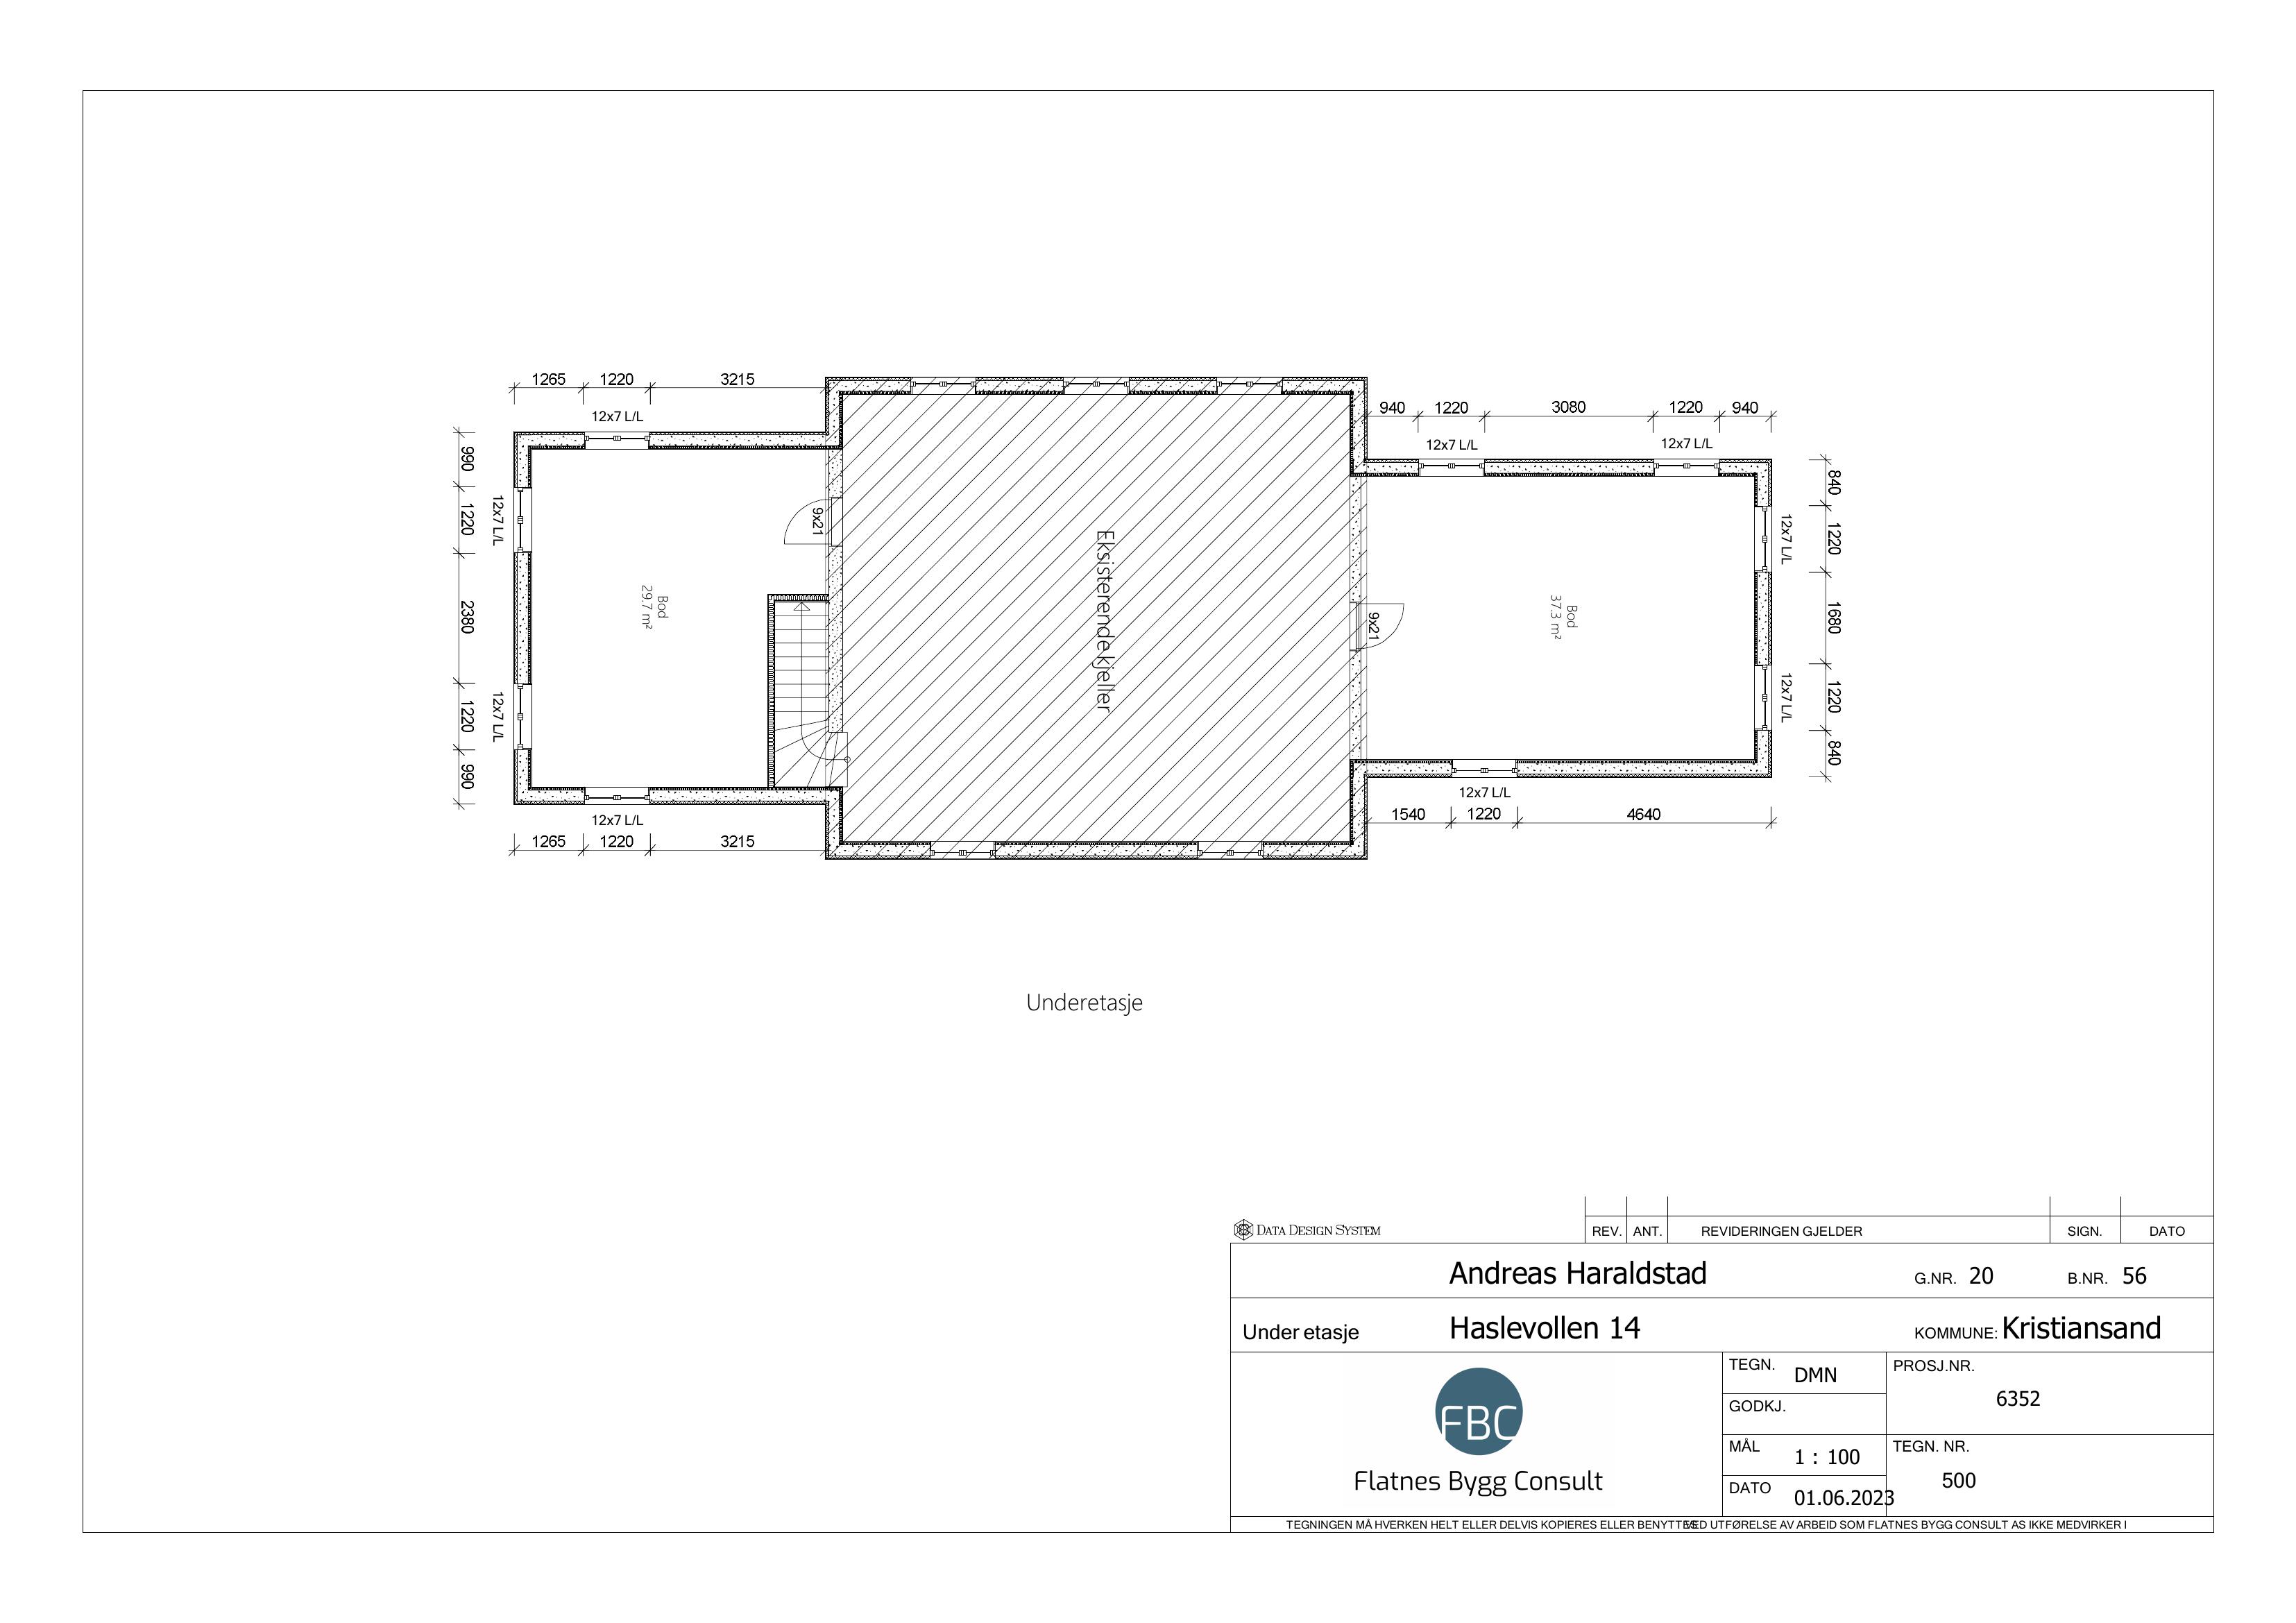 1265 1220 3215
12x7 L/L
940 1220 3080 1220 940
12x7 L/L 12x7 L/L
990
1220
2380
1220
990
12x7 L/L
12x7 L/L
Bod
29.7 m²
9x21
Eksisterende kjeller
9x21
Bod
37.3 m²
12x7 L/L
12x7 L/L
840
1220
1680
1220
840
12x7 L/L
1540 1220 4640
12x7 L/L
1265 1220 3215
Underetasje
DATA DESIGN SYSTEM
REV. ANT. REVIDERINGEN GJELDER SIGN. DATO
Andreas Haraldstad G.NR. 20 B.NR. 56
Under etasje Haslevollen 14 KOMMUNE: Kristiansand
FBC
Flatnes Bygg Consult
TEGN. DMN
GODKJ.
MÅL 1 : 100
DATO 01.06.2023
PROSJ.NR.
6352
TEGN. NR.
500
TEGNINGEN MÅ HVERKEN HELT ELLER DELVIS KOPIERES ELLER BENYTTES VED UTFØRELSE AV ARBEID SOM FLATNES BYGG CONSULT AS IKKE MEDVIRKER I